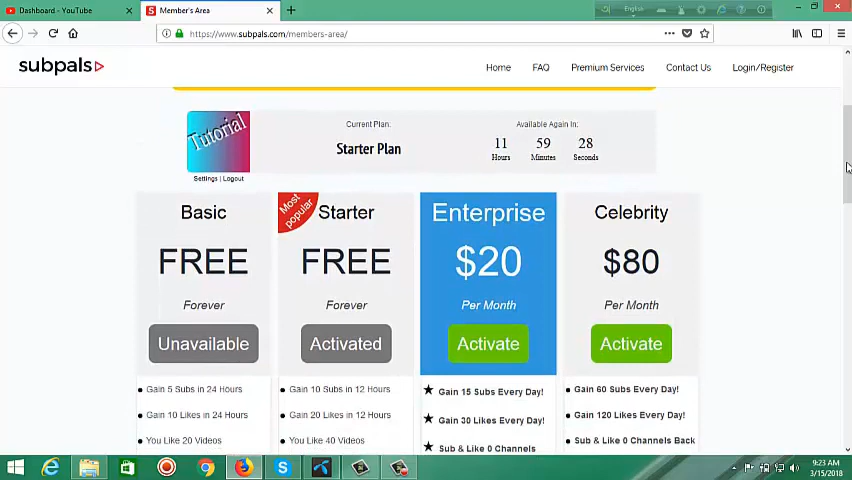 Dashboard - YouTube
Member's Area
English
https://www.subpals.com/members-area/
subpals
Home
FAQ
Premium Services
Contact Us
Login/Register
Tutorial
Settings | Logout
Current Plan:
Starter Plan
Available Again In:
11
59
28
Hours
Minutes
Seconds
Basic
FREE
Forever
Unavailable
Gain 5 Subs in 24 Hours
Gain 10 Likes in 24 Hours
You Like 20 Videos
Most popular
Starter
FREE
Forever
Activated
Gain 10 Subs in 12 Hours
Gain 20 Likes in 12 Hours
You Like 40 Videos
Enterprise
$20
Per Month
Activate
Gain 15 Subs Every Day!
Gain 30 Likes Every Day!
Sub & Like 0 Channels
Celebrity
$80
Per Month
Activate
Gain 60 Subs Every Day!
Gain 120 Likes Every Day!
Sub & Like 0 Channels Back
9:23 AM
3/15/2018